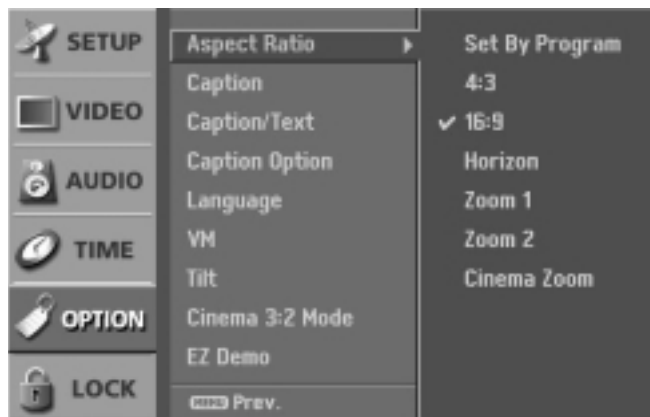 SETUP
VIDEO
AUDIO
TIME
OPTION
LOCK
Aspect Ratio
Caption
Caption/Text
Caption Option
Language
VM
Tilt
Cinema 3:2 Mode
EZ Demo
MENU Prev.
Set By Program
4:3
16:9
Horizon
Zoom 1
Zoom 2
Cinema Zoom